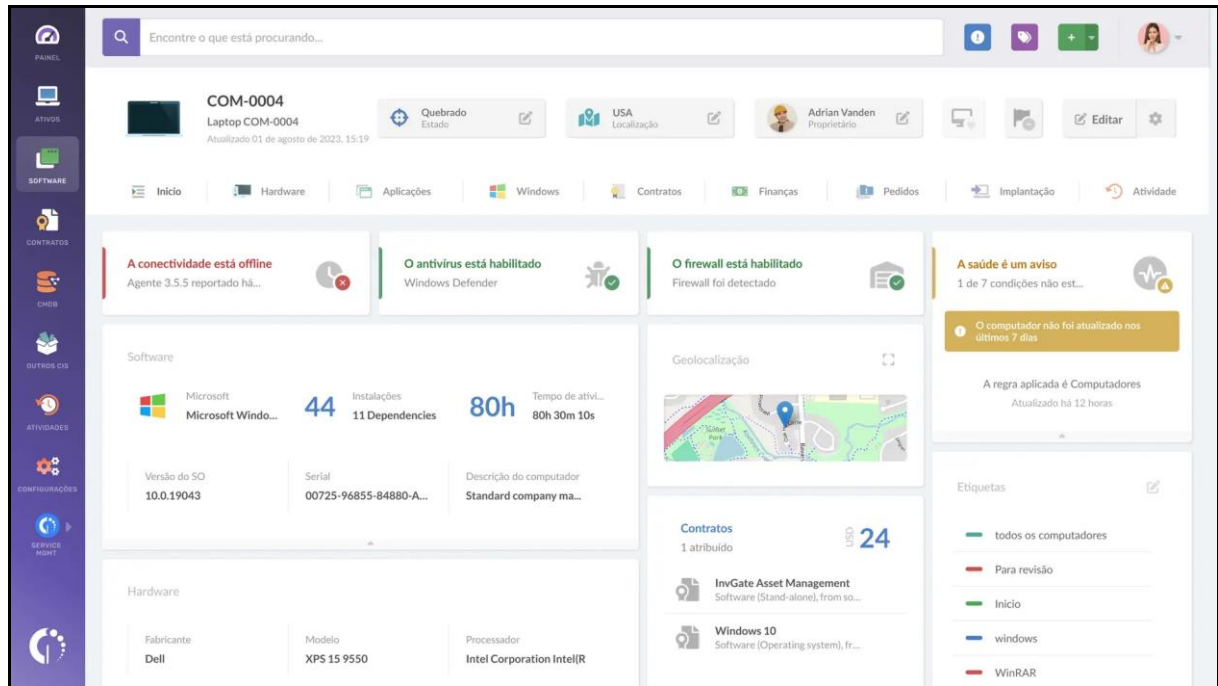 PAINEL
ATIVOS
SOFTWARE
CONTRATOS
CMDB
OUTROS CIS
ATIVIDADES
CONFIGURAÇÕES
SERVICE
MGMT
Encontre o que está procurando...
COM-0004
Laptop COM-0004
Atualizado 01 de agosto de 2023, 15:19
Quebrado
Estado
USA
Localização
Adrian Vanden
Proprietário
Editar
Início
Hardware
Aplicações
Windows
Contratos
Finanças
Pedidos
Implantação
Atividade
A conectividade está offline
Agente 3.5.5 reportado há...
O antivírus está habilitado
Windows Defender
O firewall está habilitado
Firewall foi detectado
A saúde é um aviso
1 de 7 condições não est...
O computador não foi atualizado nos
últimos 7 dias
A regra aplicada é Computadores
Atualizado há 12 horas
Software
Microsoft
Microsoft Windo...
44
Instalações
11 Dependencies
80h
Tempo de ativi...
80h 30m 10s
Versão do SO
10.0.19043
Serial
00725-96855-84880-A...
Descrição do computador
Standard company ma...
Geolocalização
Sunset
Park
Contratos
1 atribuído
USD
24
InvGate Asset Management
Software (Stand-alone), from so...
Windows 10
Software (Operating system), fr...
Etiquetas
todos os computadores
Para revisão
Inicio
windows
WinRAR
Hardware
Fabricante
Dell
Modelo
XPS 15 9550
Processador
Intel Corporation Intel(R